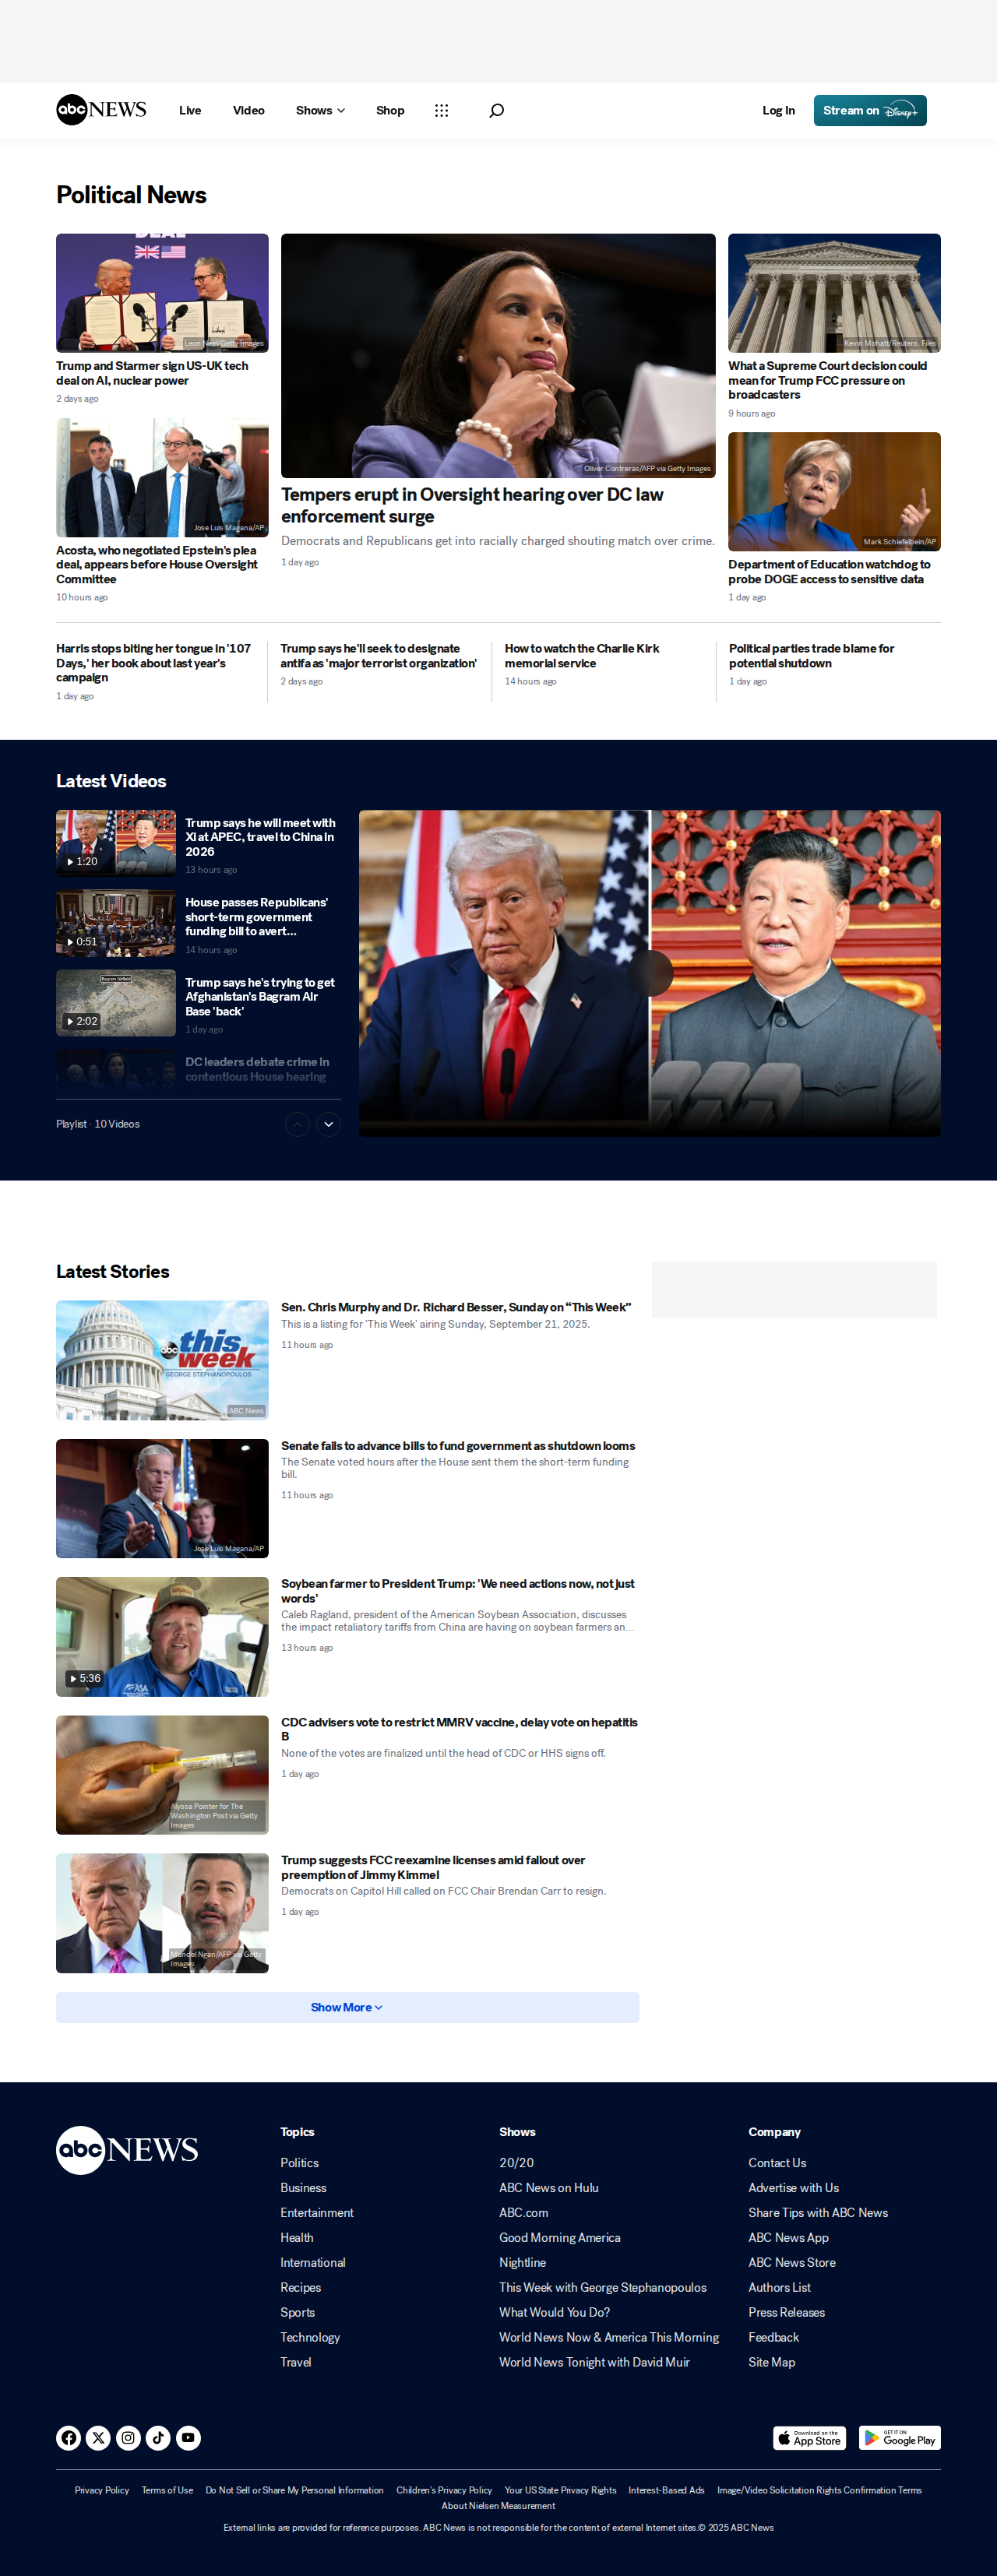 abc NEWS
Live
Video
Shows
Shop
Log In
Stream on Disney+
Political News
DEAL
Leon Neal/Getty Images
Trump and Starmer sign US-UK tech
deal on AI, nuclear power
2 days ago
Jose Luis Magana/AP
Acosta, who negotiated Epstein's plea
deal, appears before House Oversight
Committee
10 hours ago
Oliver Contreras/AFP via Getty Images
Tempers erupt in Oversight hearing over DC law
enforcement surge
Democrats and Republicans get into racially charged shouting match over crime.
1 day ago
Kevin Mohatt/Reuters, Files
What a Supreme Court decision could
mean for Trump FCC pressure on
broadcasters
9 hours ago
Mark Schiefelbein/AP
Department of Education watchdog to
probe DOGE access to sensitive data
1 day ago
Harris stops biting her tongue in '107
Days,' her book about last year's
campaign
1 day ago
Trump says he'll seek to designate
antifa as 'major terrorist organization'
2 days ago
How to watch the Charlie Kirk
memorial service
14 hours ago
Political parties trade blame for
potential shutdown
1 day ago
Latest Videos
1:20
Trump says he will meet with
Xi at APEC, travel to China in
2026
13 hours ago
0:51
House passes Republicans'
short-term government
funding bill to avert...
14 hours ago
Bagram Airfield
2:02
Trump says he's trying to get
Afghanistan's Bagram Air
Base 'back'
1 day ago
DC leaders debate crime in
contentious House hearing
Playlist · 10 Videos
Latest Stories
abc this week
GEORGE STEPHANOPOULOS
ABC News
Sen. Chris Murphy and Dr. Richard Besser, Sunday on “This Week”
This is a listing for 'This Week' airing Sunday, September 21, 2025.
11 hours ago
Jose Luis Magana/AP
Senate fails to advance bills to fund government as shutdown looms
The Senate voted hours after the House sent them the short-term funding
bill.
11 hours ago
ASA
5:36
Soybean farmer to President Trump: 'We need actions now, not just
words'
Caleb Ragland, president of the American Soybean Association, discusses
the impact retaliatory tariffs from China are having on soybean farmers an...
13 hours ago
Alyssa Pointer for The
Washington Post via Getty
Images
CDC advisers vote to restrict MMRV vaccine, delay vote on hepatitis
B
None of the votes are finalized until the head of CDC or HHS signs off.
1 day ago
Mandel Ngan/AFP via Getty
Images
Trump suggests FCC reexamine licenses amid fallout over
preemption of Jimmy Kimmel
Democrats on Capitol Hill called on FCC Chair Brendan Carr to resign.
1 day ago
Show More
abc NEWS
Topics
Politics
Business
Entertainment
Health
International
Recipes
Sports
Technology
Travel
Shows
20/20
ABC News on Hulu
ABC.com
Good Morning America
Nightline
This Week with George Stephanopoulos
What Would You Do?
World News Now & America This Morning
World News Tonight with David Muir
Company
Contact Us
Advertise with Us
Share Tips with ABC News
ABC News App
ABC News Store
Authors List
Press Releases
Feedback
Site Map
Download on the
App Store
GET IT ON
Google Play
Privacy Policy
Terms of Use
Do Not Sell or Share My Personal Information
Children's Privacy Policy
Your US State Privacy Rights
Interest-Based Ads
Image/Video Solicitation Rights Confirmation Terms
About Nielsen Measurement
External links are provided for reference purposes. ABC News is not responsible for the content of external Internet sites.© 2025 ABC News